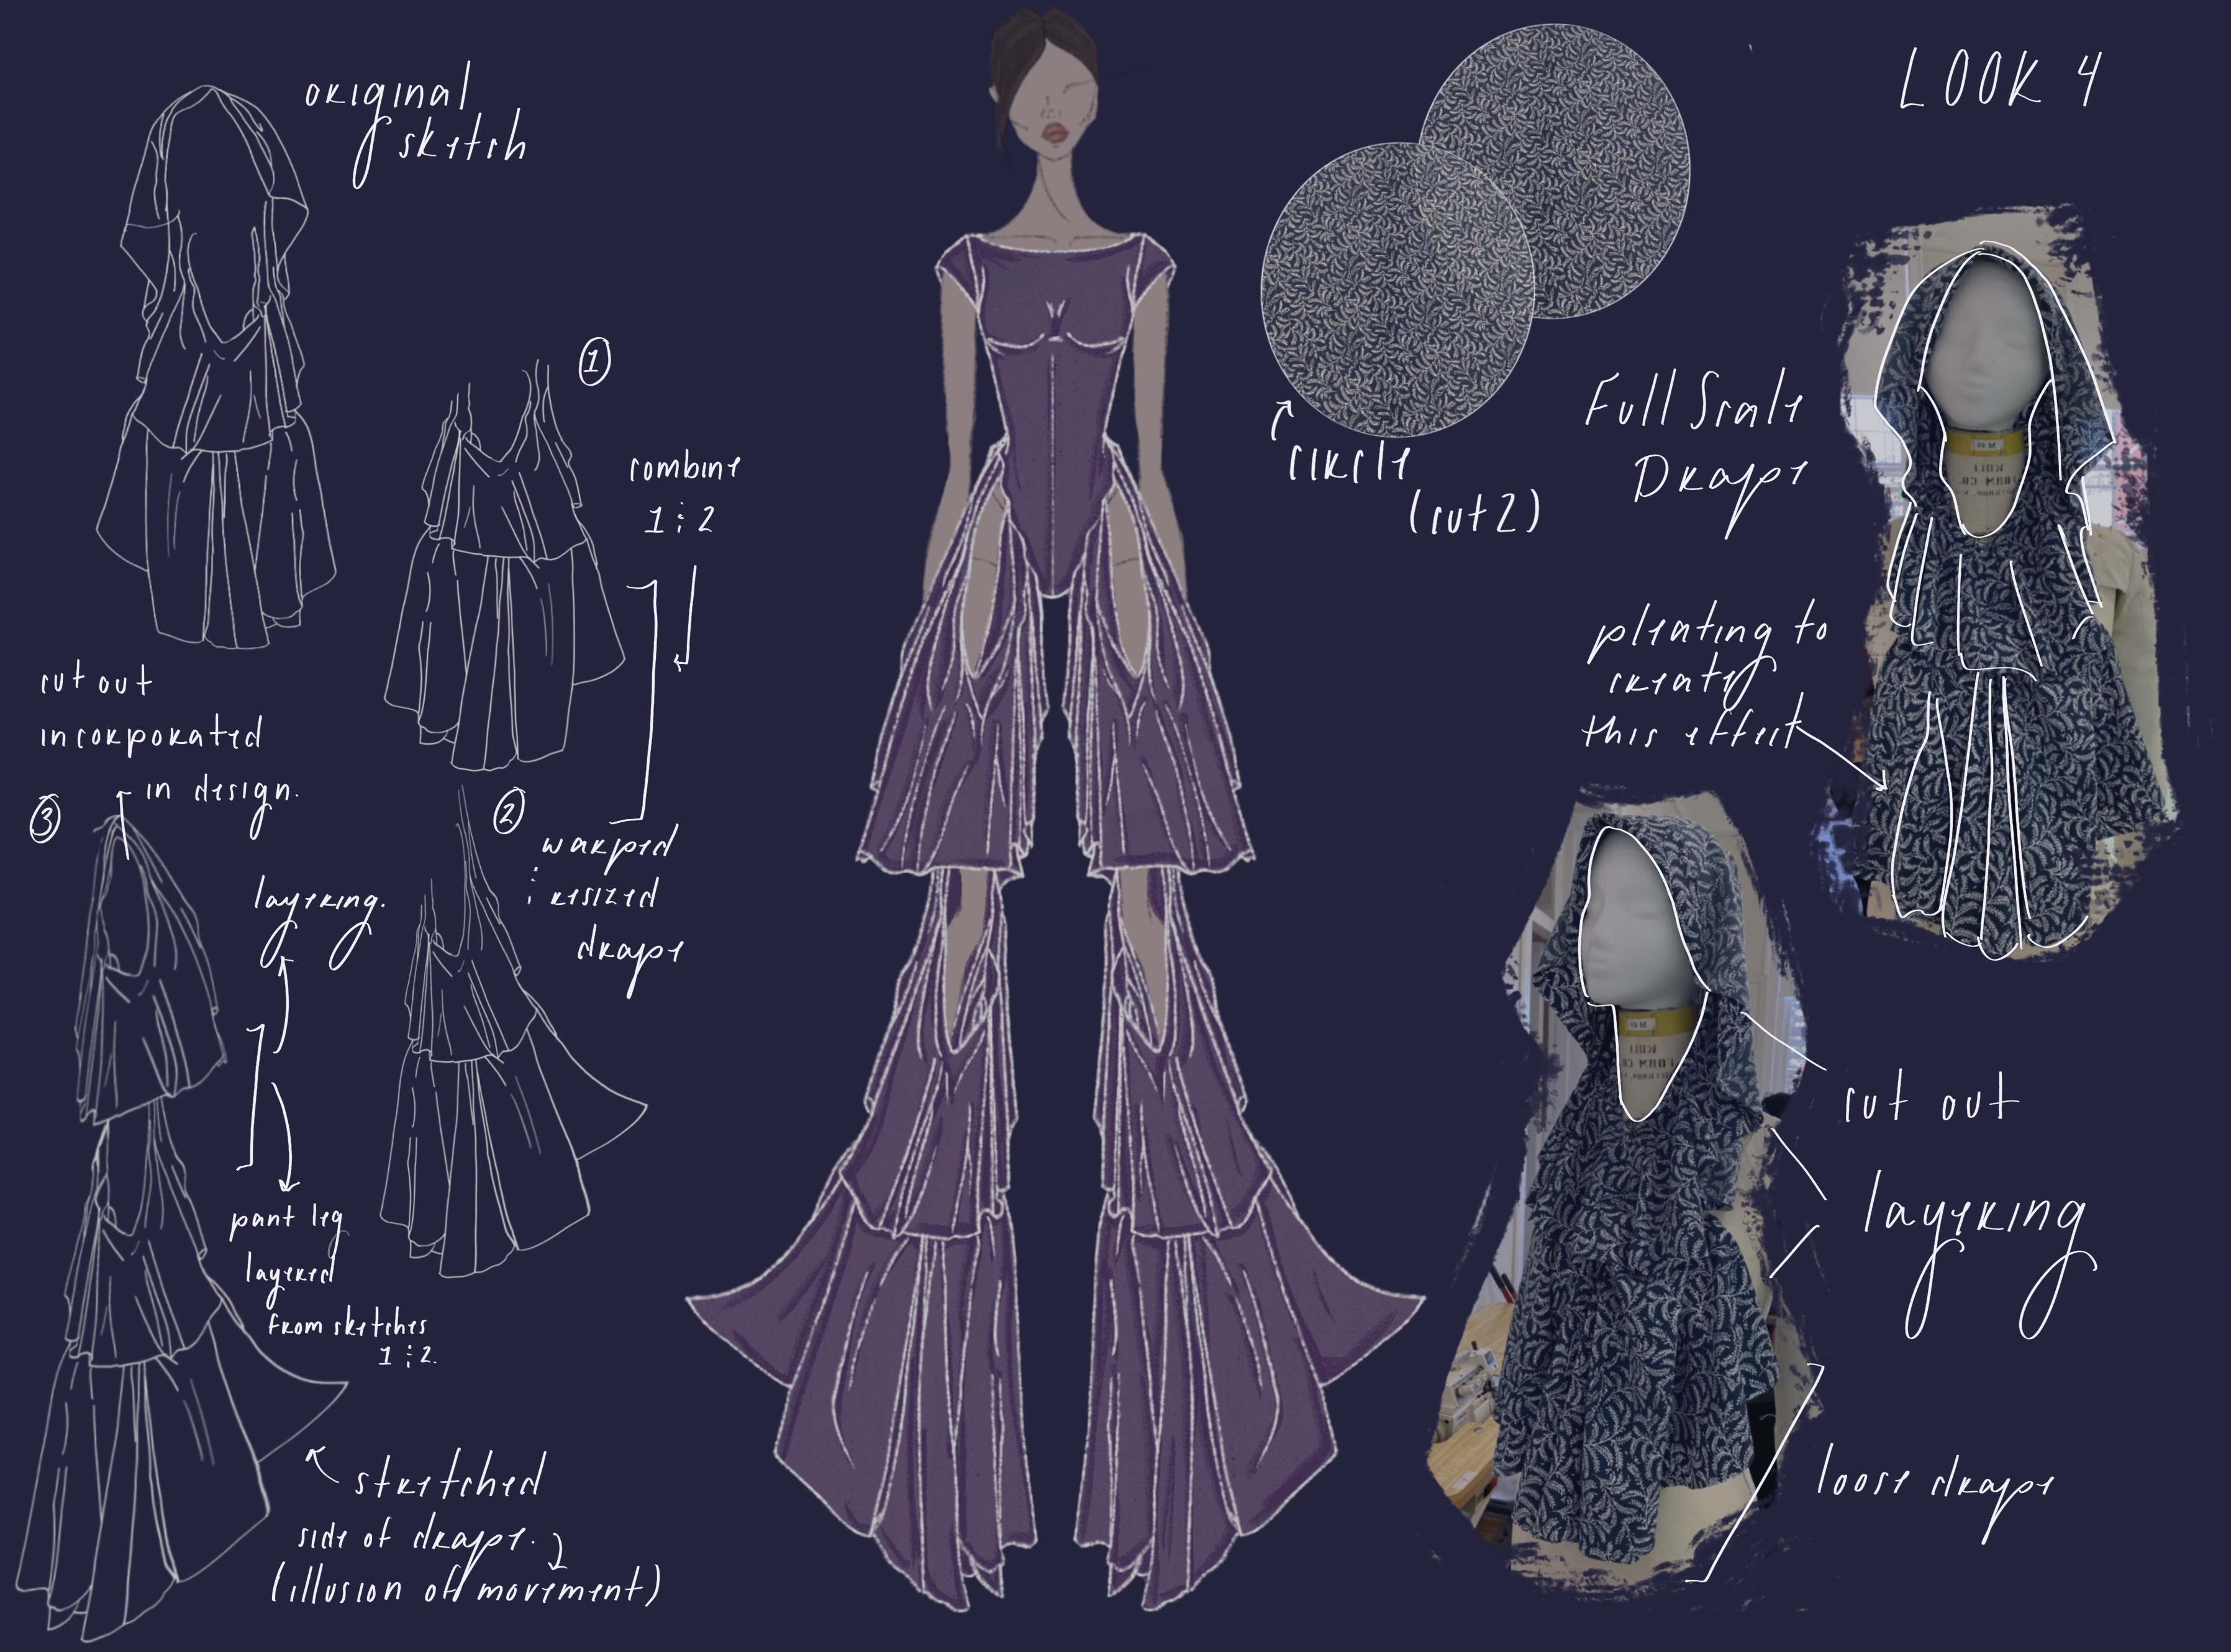 original
sketch
LOOK 4
1
combine
1 & 2
circle
(cut 2)
Full Scale
Drape
pleating to
create
this effect
cut out
incorporated
in design.
3
2
warped
& resized
drape
layering.
pant leg
layered
from sketches
1 & 2.
stretched
side of drape.
(illusion of movement)
cut out
layering
loose drape